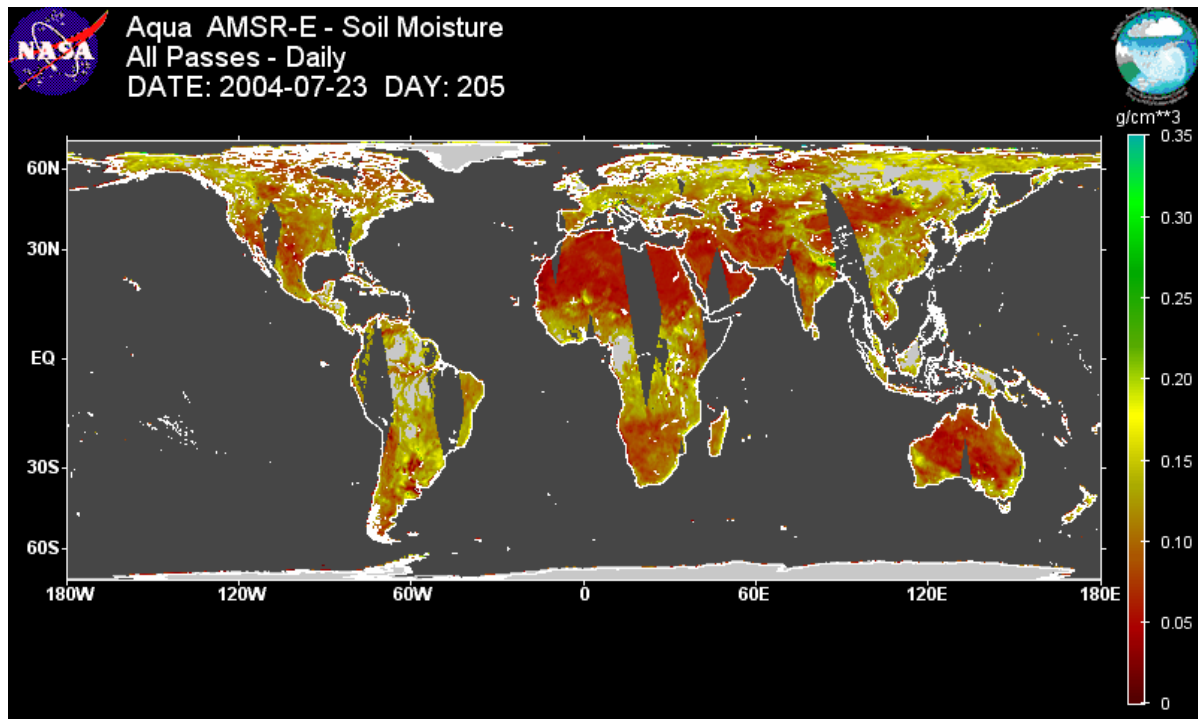 NASA
Aqua AMSR-E - Soil Moisture
All Passes - Daily
DATE: 2004-07-23 DAY: 205
g/cm**3
0.35
60N
0.30
30N
0.25
EQ
0.20
0.15
30S
0.10
60S
180W 120W 60W 0 60E 120E 180E
0.05
0